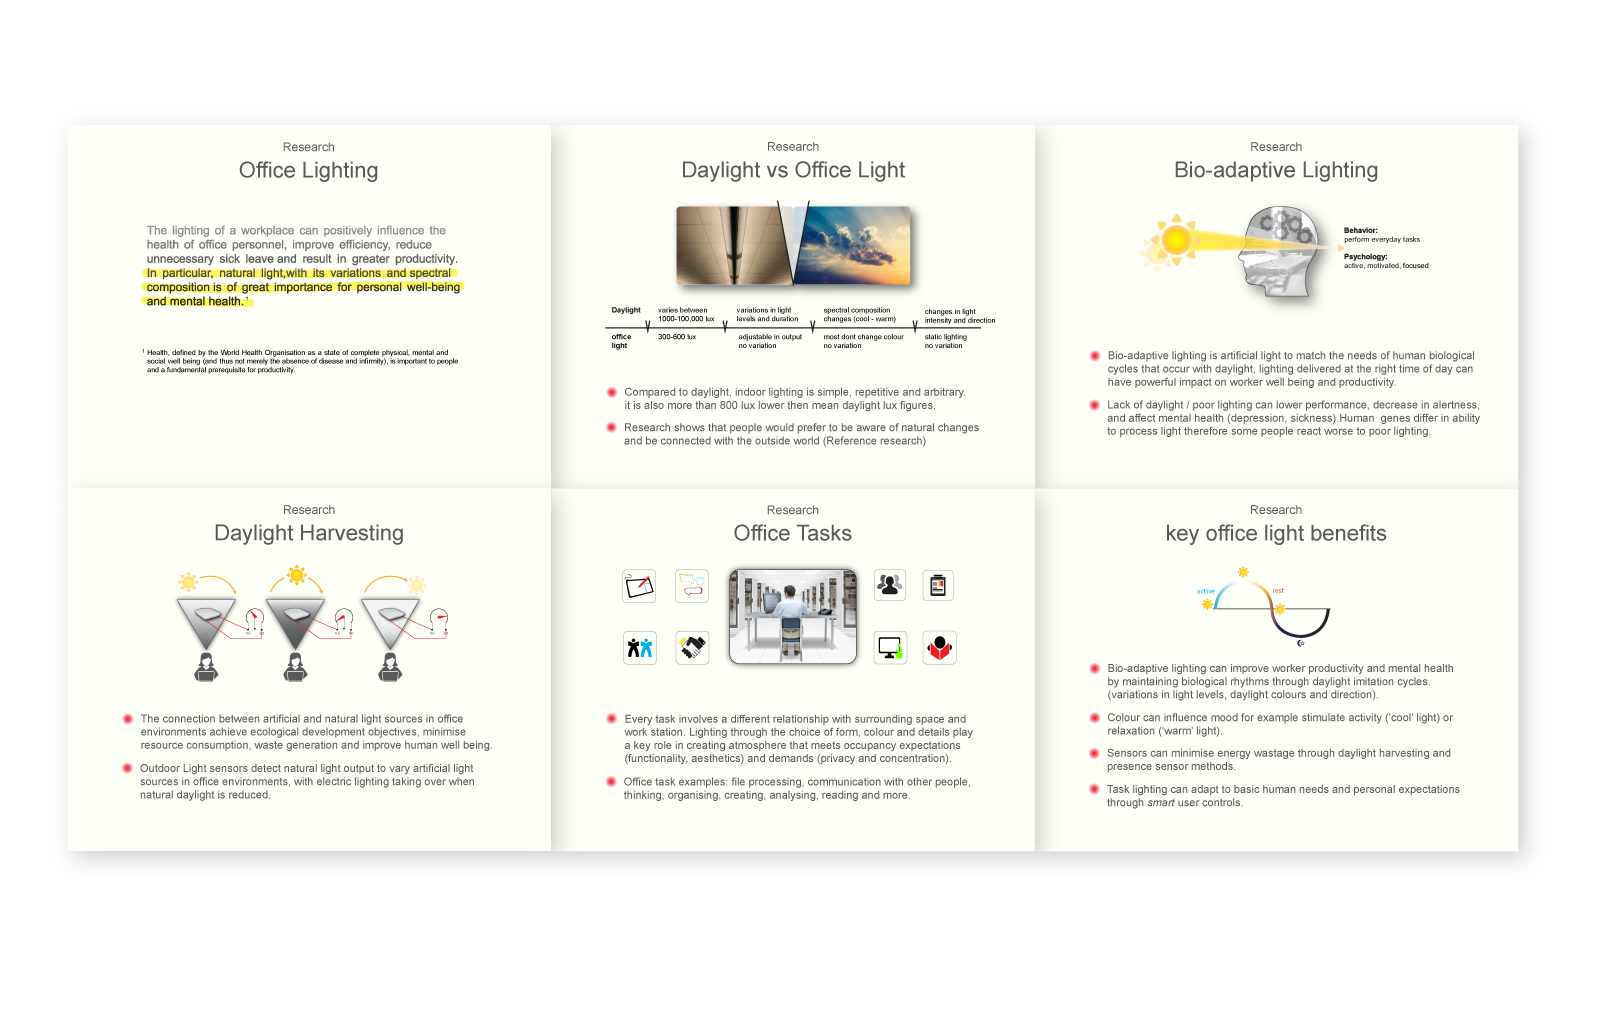 Research
Office Lighting
The lighting of a workplace can positively influence the
health of office personnel, improve efficiency, reduce
unnecessary sick leave and result in greater productivity.
In particular, natural light,with its variations and spectral
composition is of great importance for personal well-being
and mental health.¹
¹ Health, defined by the World Health Organisation as a state of complete physical, mental and
social well being (and thus not merely the absence of disease and infirmity), is important to people
and a fundamental prerequisite for productivity.
Research
Daylight vs Office Light
Daylight
varies between
1000-100,000 lux
variations in light
levels and duration
spectral composition
changes (cool - warm)
changes in light
intensity and direction
office
light
300-600 lux
adjustable in output
no variation
most dont change colour
no variation
static lighting
no variation
Compared to daylight, indoor lighting is simple, repetitive and arbitrary.
it is also more than 800 lux lower then mean daylight lux figures.
Research shows that people would prefer to be aware of natural changes
and be connected with the outside world (Reference research)
Research
Bio-adaptive Lighting
Behavior:
perform everyday tasks
Psychology:
active, motivated, focused
Bio-adaptive lighting is artificial light to match the needs of human biological
cycles that occur with daylight, lighting delivered at the right time of day can
have powerful impact on worker well being and productivity.
Lack of daylight / poor lighting can lower performance, decrease in alertness,
and affect mental health (depression, sickness).Human genes differ in ability
to process light therefore some people react worse to poor lighting.
Research
Daylight Harvesting
The connection between artificial and natural light sources in office
environments achieve ecological development objectives, minimise
resource consumption, waste generation and improve human well being.
Outdoor Light sensors detect natural light output to vary artificial light
sources in office environments, with electric lighting taking over when
natural daylight is reduced.
Research
Office Tasks
Every task involves a different relationship with surrounding space and
work station. Lighting through the choice of form, colour and details play
a key role in creating atmosphere that meets occupancy expectations
(functionality, aesthetics) and demands (privacy and concentration).
Office task examples: file processing, communication with other people,
thinking, organising, creating, analysing, reading and more.
Research
key office light benefits
active
rest
Bio-adaptive lighting can improve worker productivity and mental health
by maintaining biological rhythms through daylight imitation cycles.
(variations in light levels, daylight colours and direction).
Colour can influence mood for example stimulate activity ('cool' light) or
relaxation ('warm' light).
Sensors can minimise energy wastage through daylight harvesting and
presence sensor methods.
Task lighting can adapt to basic human needs and personal expectations
through smart user controls.